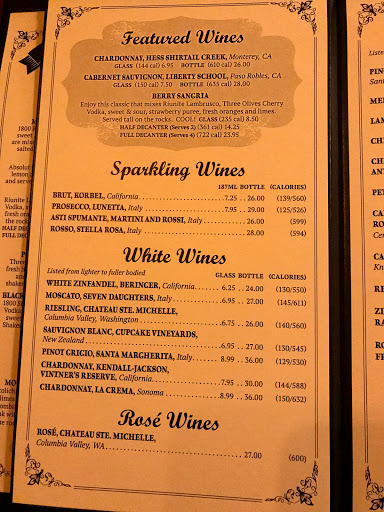 Featured Wines
CHARDONNAY, HESS SHIRTAIL CREEK, Monterey, CA
GLASS (144 cal) 6.95 BOTTLE (610 cal) 26.00
CABERNET SAUVIGNON, LIBERTY SCHOOL, Paso Robles, CA
GLASS (150 cal) 7.50 BOTTLE (635 cal) 28.00
BERRY SANGRIA
Enjoy this classic that mixes Riunite Lambrusco, Three Olives Cherry
Vodka, sweet & sour, strawberry puree, fresh oranges and limes.
Served tall on the rocks. COOL! GLASS (235 cal) 8.50
HALF DECANTER (Serves 2) (361 cal) 14.25
FULL DECANTER (Serves 4) (722 cal) 23.95
Sparkling Wines
187ML BOTTLE (CALORIES)
BRUT, KORBEL, California 7.25 26.00 (139/560)
PROSECCO, LUNETTA, Italy 7.95 29.00 (125/526)
ASTI SPUMANTE, MARTINI AND ROSSI, Italy 26.00 (599)
ROSSO, STELLA ROSA, Italy 28.00 (594)
White Wines
Listed from lighter to fuller bodied GLASS BOTTLE (CALORIES)
WHITE ZINFANDEL, BERINGER, California 6.25 24.00 (130/550)
MOSCATO, SEVEN DAUGHTERS, Italy 6.95 27.00 (145/611)
RIESLING, CHATEAU STE. MICHELLE,
Columbia Valley, Washington 6.75 26.00 (140/560)
SAUVIGNON BLANC, CUPCAKE VINEYARDS,
New Zealand 6.95 27.00 (130/545)
PINOT GRIGIO, SANTA MARGHERITA, Italy 8.99 36.00 (129/530)
CHARDONNAY, KENDALL-JACKSON,
VINTNER'S RESERVE, California 7.95 30.00 (144/588)
CHARDONNAY, LA CREMA, Sonoma 8.99 36.00 (150/632)
Rosé Wines
ROSÉ, CHATEAU STE. MICHELLE,
Columbia Valley, WA 27.00 (600)